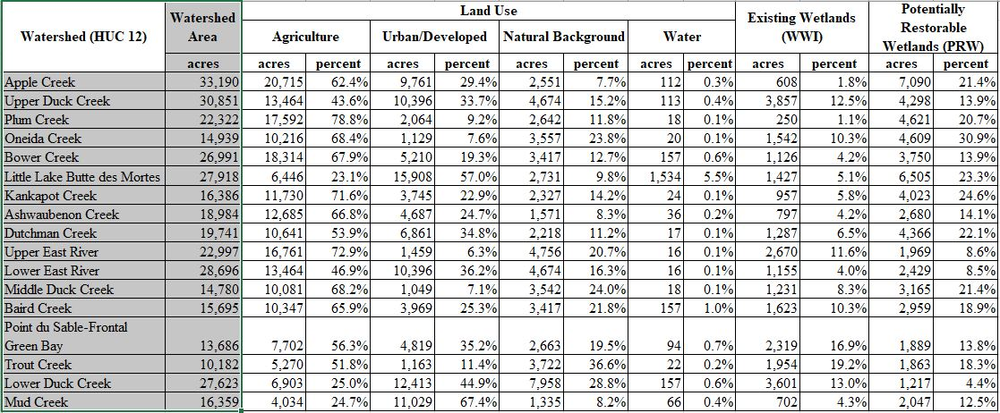 Watershed (HUC 12) Watershed Area Land Use Existing Wetlands (WWI) Potentially Restorable Wetlands (PRW)
Agriculture Urban/Developed Natural Background Water
acres acres percent acres percent acres percent acres percent acres percent acres percent
Apple Creek 33,190 20,715 62.4% 9,761 29.4% 2,551 7.7% 112 0.3% 608 1.8% 7,090 21.4%
Upper Duck Creek 30,851 13,464 43.6% 10,396 33.7% 4,674 15.2% 113 0.4% 3,857 12.5% 4,298 13.9%
Plum Creek 22,322 17,592 78.8% 2,064 9.2% 2,642 11.8% 18 0.1% 250 1.1% 4,621 20.7%
Oneida Creek 14,939 10,216 68.4% 1,129 7.6% 3,557 23.8% 20 0.1% 1,542 10.3% 4,609 30.9%
Bower Creek 26,991 18,314 67.9% 5,210 19.3% 3,417 12.7% 157 0.6% 1,126 4.2% 3,750 13.9%
Little Lake Butte des Mortes 27,918 6,446 23.1% 15,908 57.0% 2,731 9.8% 1,534 5.5% 1,427 5.1% 6,505 23.3%
Kankapot Creek 16,386 11,730 71.6% 3,745 22.9% 2,327 14.2% 24 0.1% 957 5.8% 4,023 24.6%
Ashwaubenon Creek 18,984 12,685 66.8% 4,687 24.7% 1,571 8.3% 36 0.2% 797 4.2% 2,680 14.1%
Dutchman Creek 19,741 10,641 53.9% 6,861 34.8% 2,218 11.2% 17 0.1% 1,287 6.5% 4,366 22.1%
Upper East River 22,997 16,761 72.9% 1,459 6.3% 4,756 20.7% 16 0.1% 2,670 11.6% 1,969 8.6%
Lower East River 28,696 13,464 46.9% 10,396 36.2% 4,674 16.3% 16 0.1% 1,155 4.0% 2,429 8.5%
Middle Duck Creek 14,780 10,081 68.2% 1,049 7.1% 3,542 24.0% 18 0.1% 1,231 8.3% 3,165 21.4%
Baird Creek 15,695 10,347 65.9% 3,969 25.3% 3,417 21.8% 157 1.0% 1,623 10.3% 2,959 18.9%
Point du Sable-Frontal
Green Bay 13,686 7,702 56.3% 4,819 35.2% 2,663 19.5% 94 0.7% 2,319 16.9% 1,889 13.8%
Trout Creek 10,182 5,270 51.8% 1,163 11.4% 3,722 36.6% 22 0.2% 1,954 19.2% 1,863 18.3%
Lower Duck Creek 27,623 6,903 25.0% 12,413 44.9% 7,958 28.8% 157 0.6% 3,601 13.0% 1,217 4.4%
Mud Creek 16,359 4,034 24.7% 11,029 67.4% 1,335 8.2% 66 0.4% 702 4.3% 2,047 12.5%